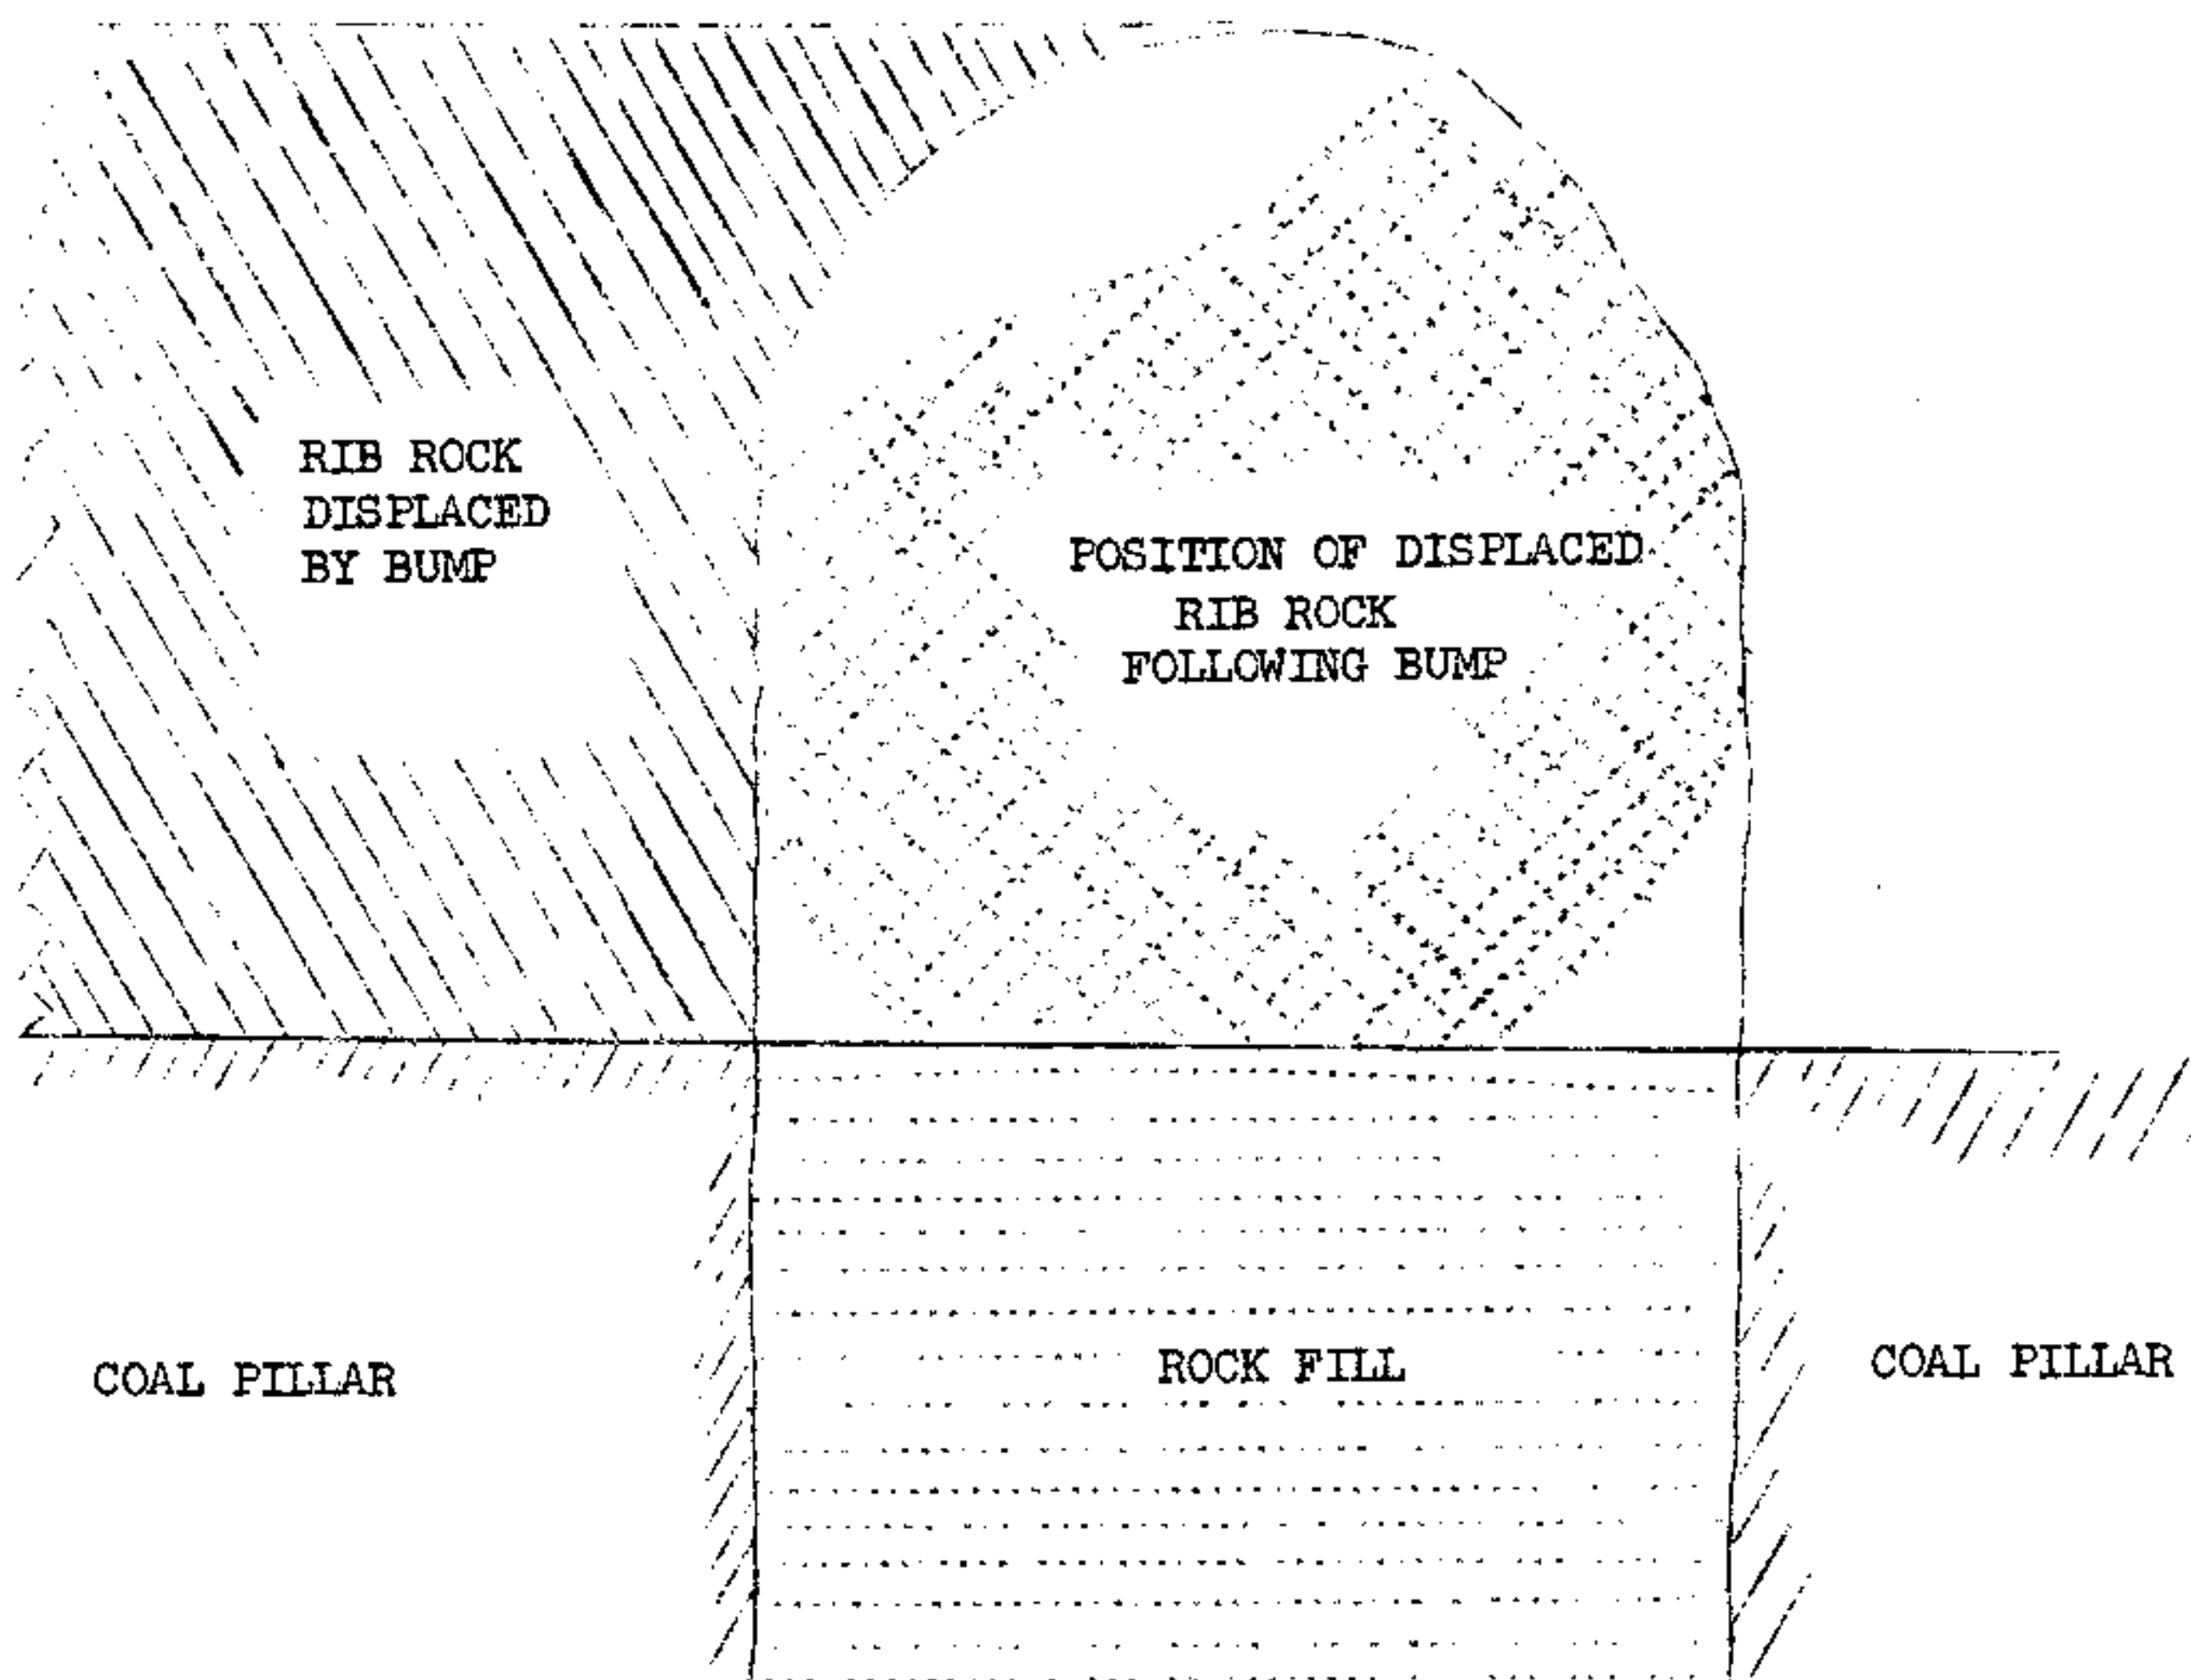 RIB ROCK
DISPLACED
BY BUMP
POSITION OF DISPLACED
RIB ROCK
FOLLOWING BUMP
COAL PILLAR
ROCK FILL
COAL PILLAR